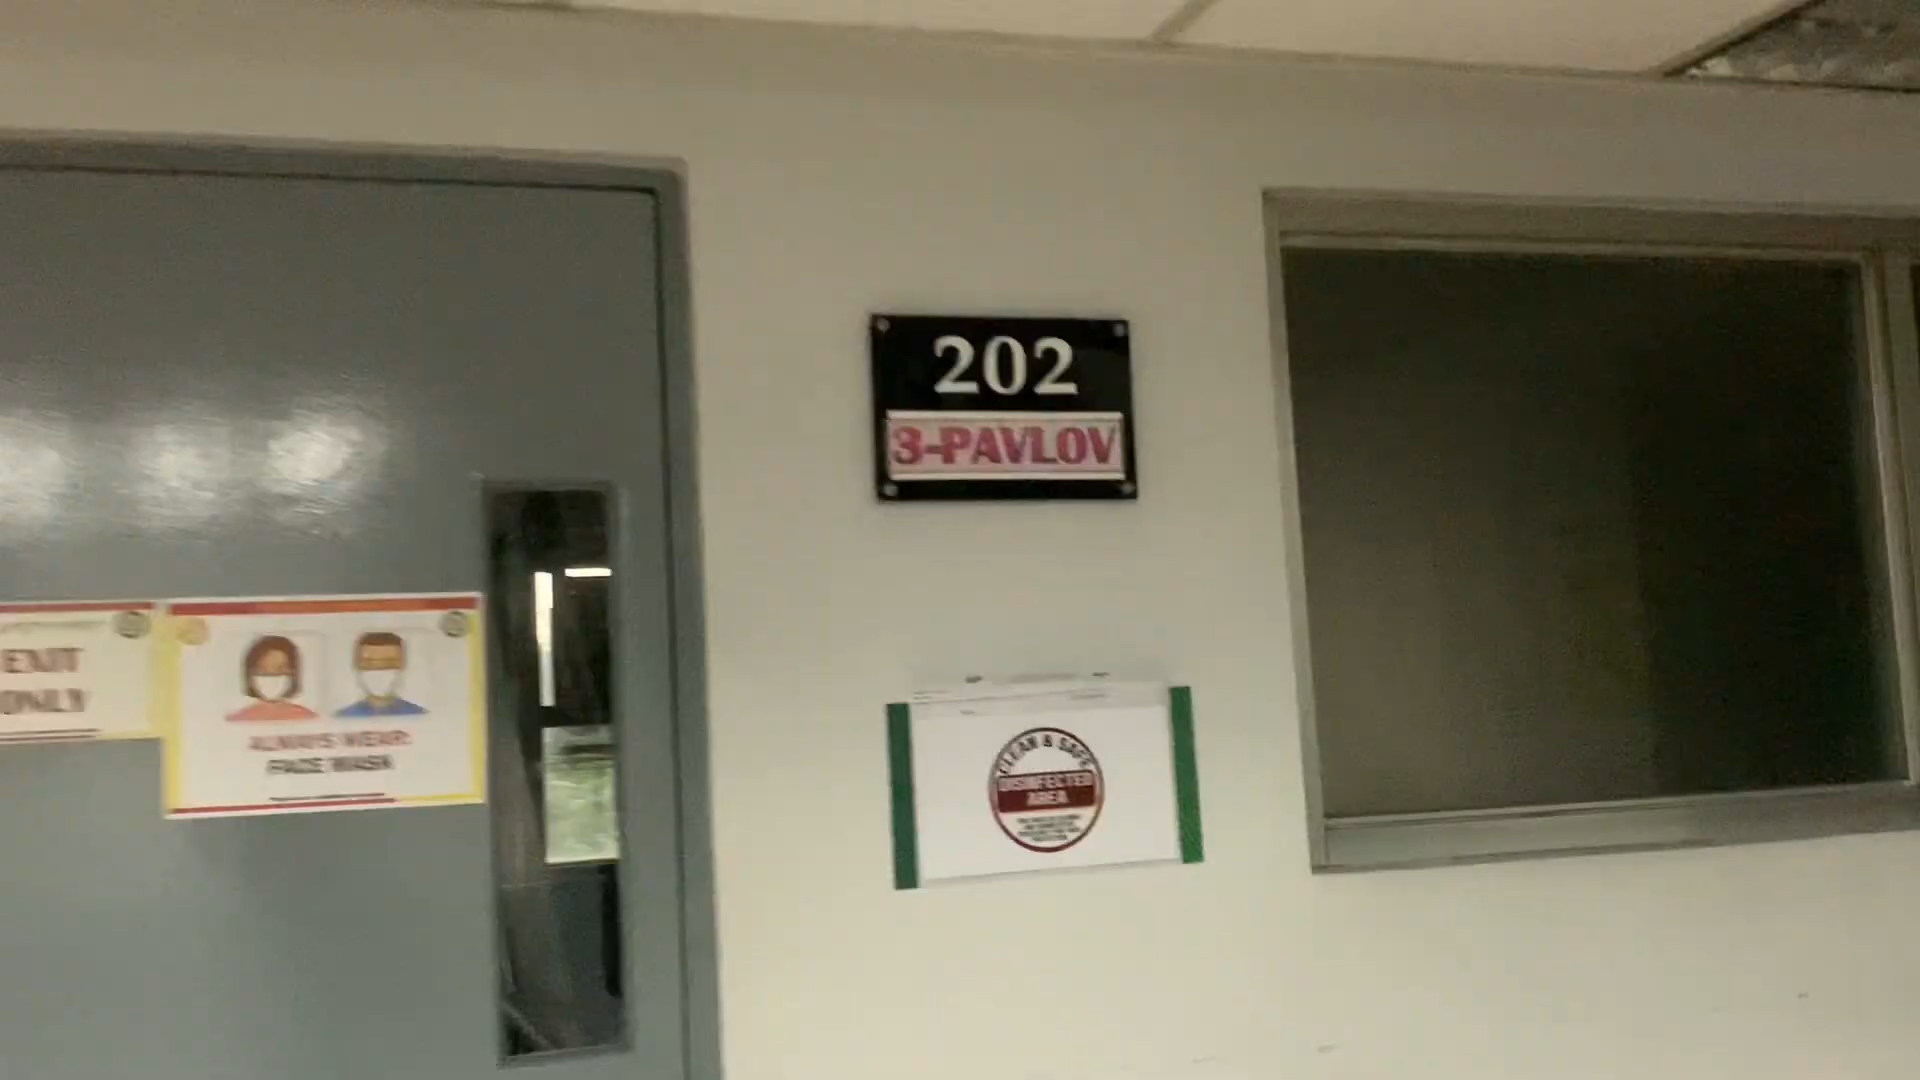 202
3-PAVLOV
EXIT
ONLY
ALWAYS WEAR
FACE MASK
CLEAN & SAFE
DISINFECTED
AREA